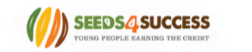 SEEDS4SUCCESS
YOUNG PEOPLE EARNING THE CREDIT